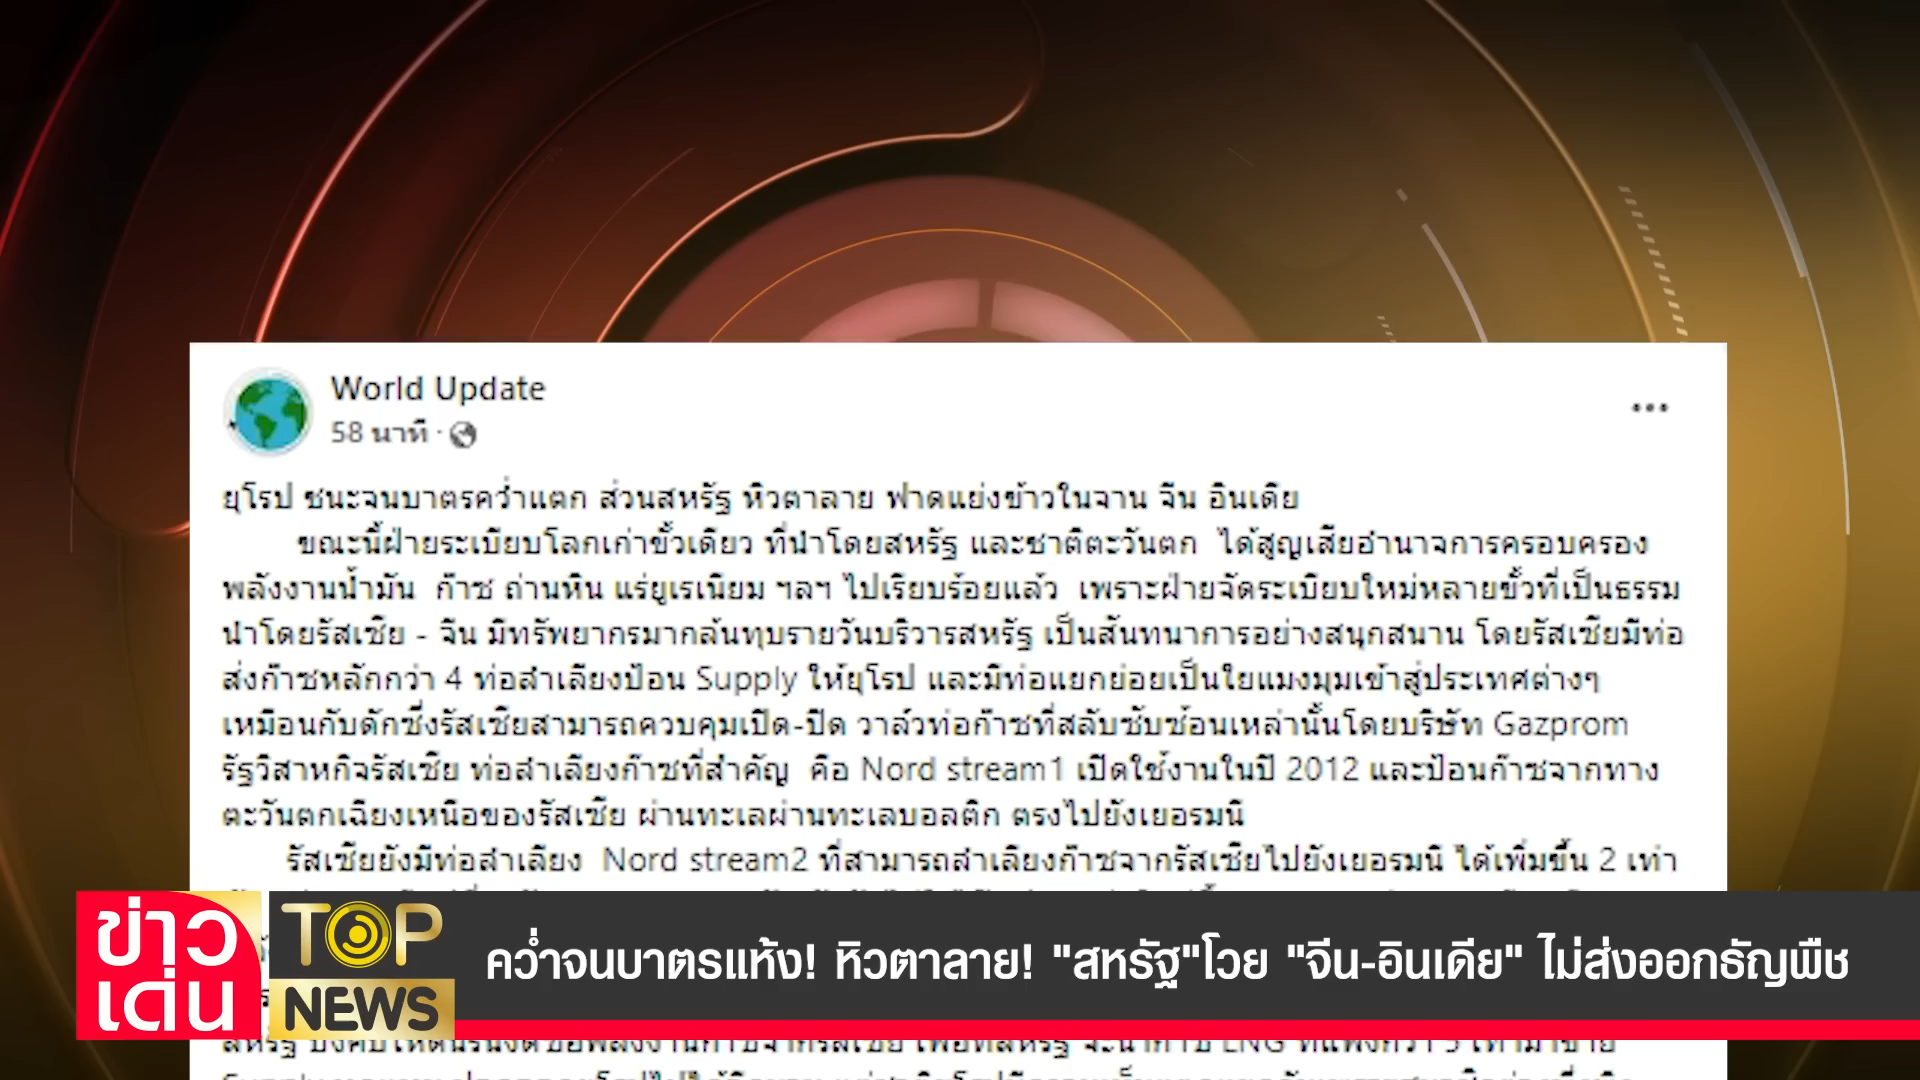 World Update
58 นาที ·
ยุโรป ชนะจนบาตรคว่ำแตก ส่วนสหรัฐ หิวตาลาย ฟาดแย่งข้าวในจาน จีน อินเดีย
ขณะนี้ฝ่ายระเบียบโลกเก่าขั้วเดียว ที่นำโดยสหรัฐ และชาติตะวันตก ได้สูญเสียอำนาจการครอบครอง
พลังงานน้ำมัน ก๊าซ ถ่านหิน แร่ยูเรเนียม ฯลฯ ไปเรียบร้อยแล้ว เพราะฝ่ายจัดระเบียบใหม่หลายขั้วที่เป็นธรรม
นำโดยรัสเซีย - จีน มีทรัพยากรมากล้นทุบรายวันบริวารสหรัฐ เป็นสันทนาการอย่างสนุกสนาน โดยรัสเซียมีท่อ
ส่งก๊าซหลักกว่า 4 ท่อลำเลียงป้อน Supply ให้ยุโรป และมีท่อแยกย่อยเป็นใยแมงมุมเข้าสู่ประเทศต่างๆ
เหมือนกับดักซึ่งรัสเซียสามารถควบคุมเปิด-ปิด วาล์วท่อก๊าซที่สลับซับซ้อนเหล่านั้นโดยบริษัท Gazprom
รัฐวิสาหกิจรัสเซีย ท่อลำเลียงก๊าซที่สำคัญ คือ Nord stream1 เปิดใช้งานในปี 2012 และป้อนก๊าซจากทาง
ตะวันตกเฉียงเหนือของรัสเซีย ผ่านทะเลผ่านทะเลบอลติก ตรงไปยังเยอรมนี
รัสเซียยังมีท่อลำเลียง Nord stream2 ที่สามารถลำเลียงก๊าซจากรัสเซียไปยังเยอรมนี ได้เพิ่มขึ้น 2 เท่า
ข่าวเด่น
TOP NEWS
คว่ำจนบาตรแห้ง! หิวตาลาย! "สหรัฐ"โวย "จีน-อินเดีย" ไม่ส่งออกธัญพืช